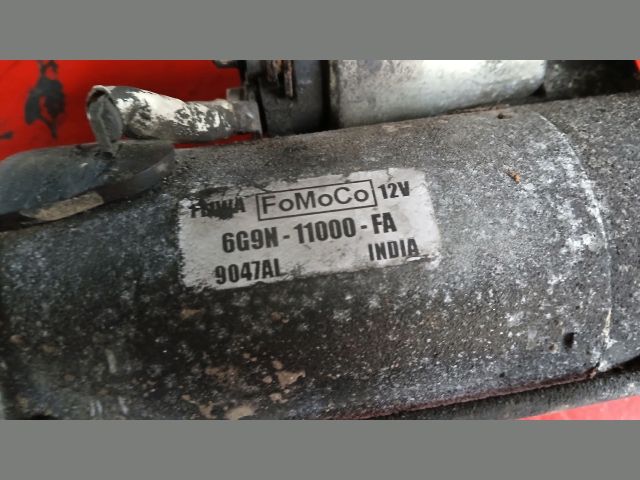 FoMoCo 12V
6G9N - 11000 - FA
9047AL INDIA